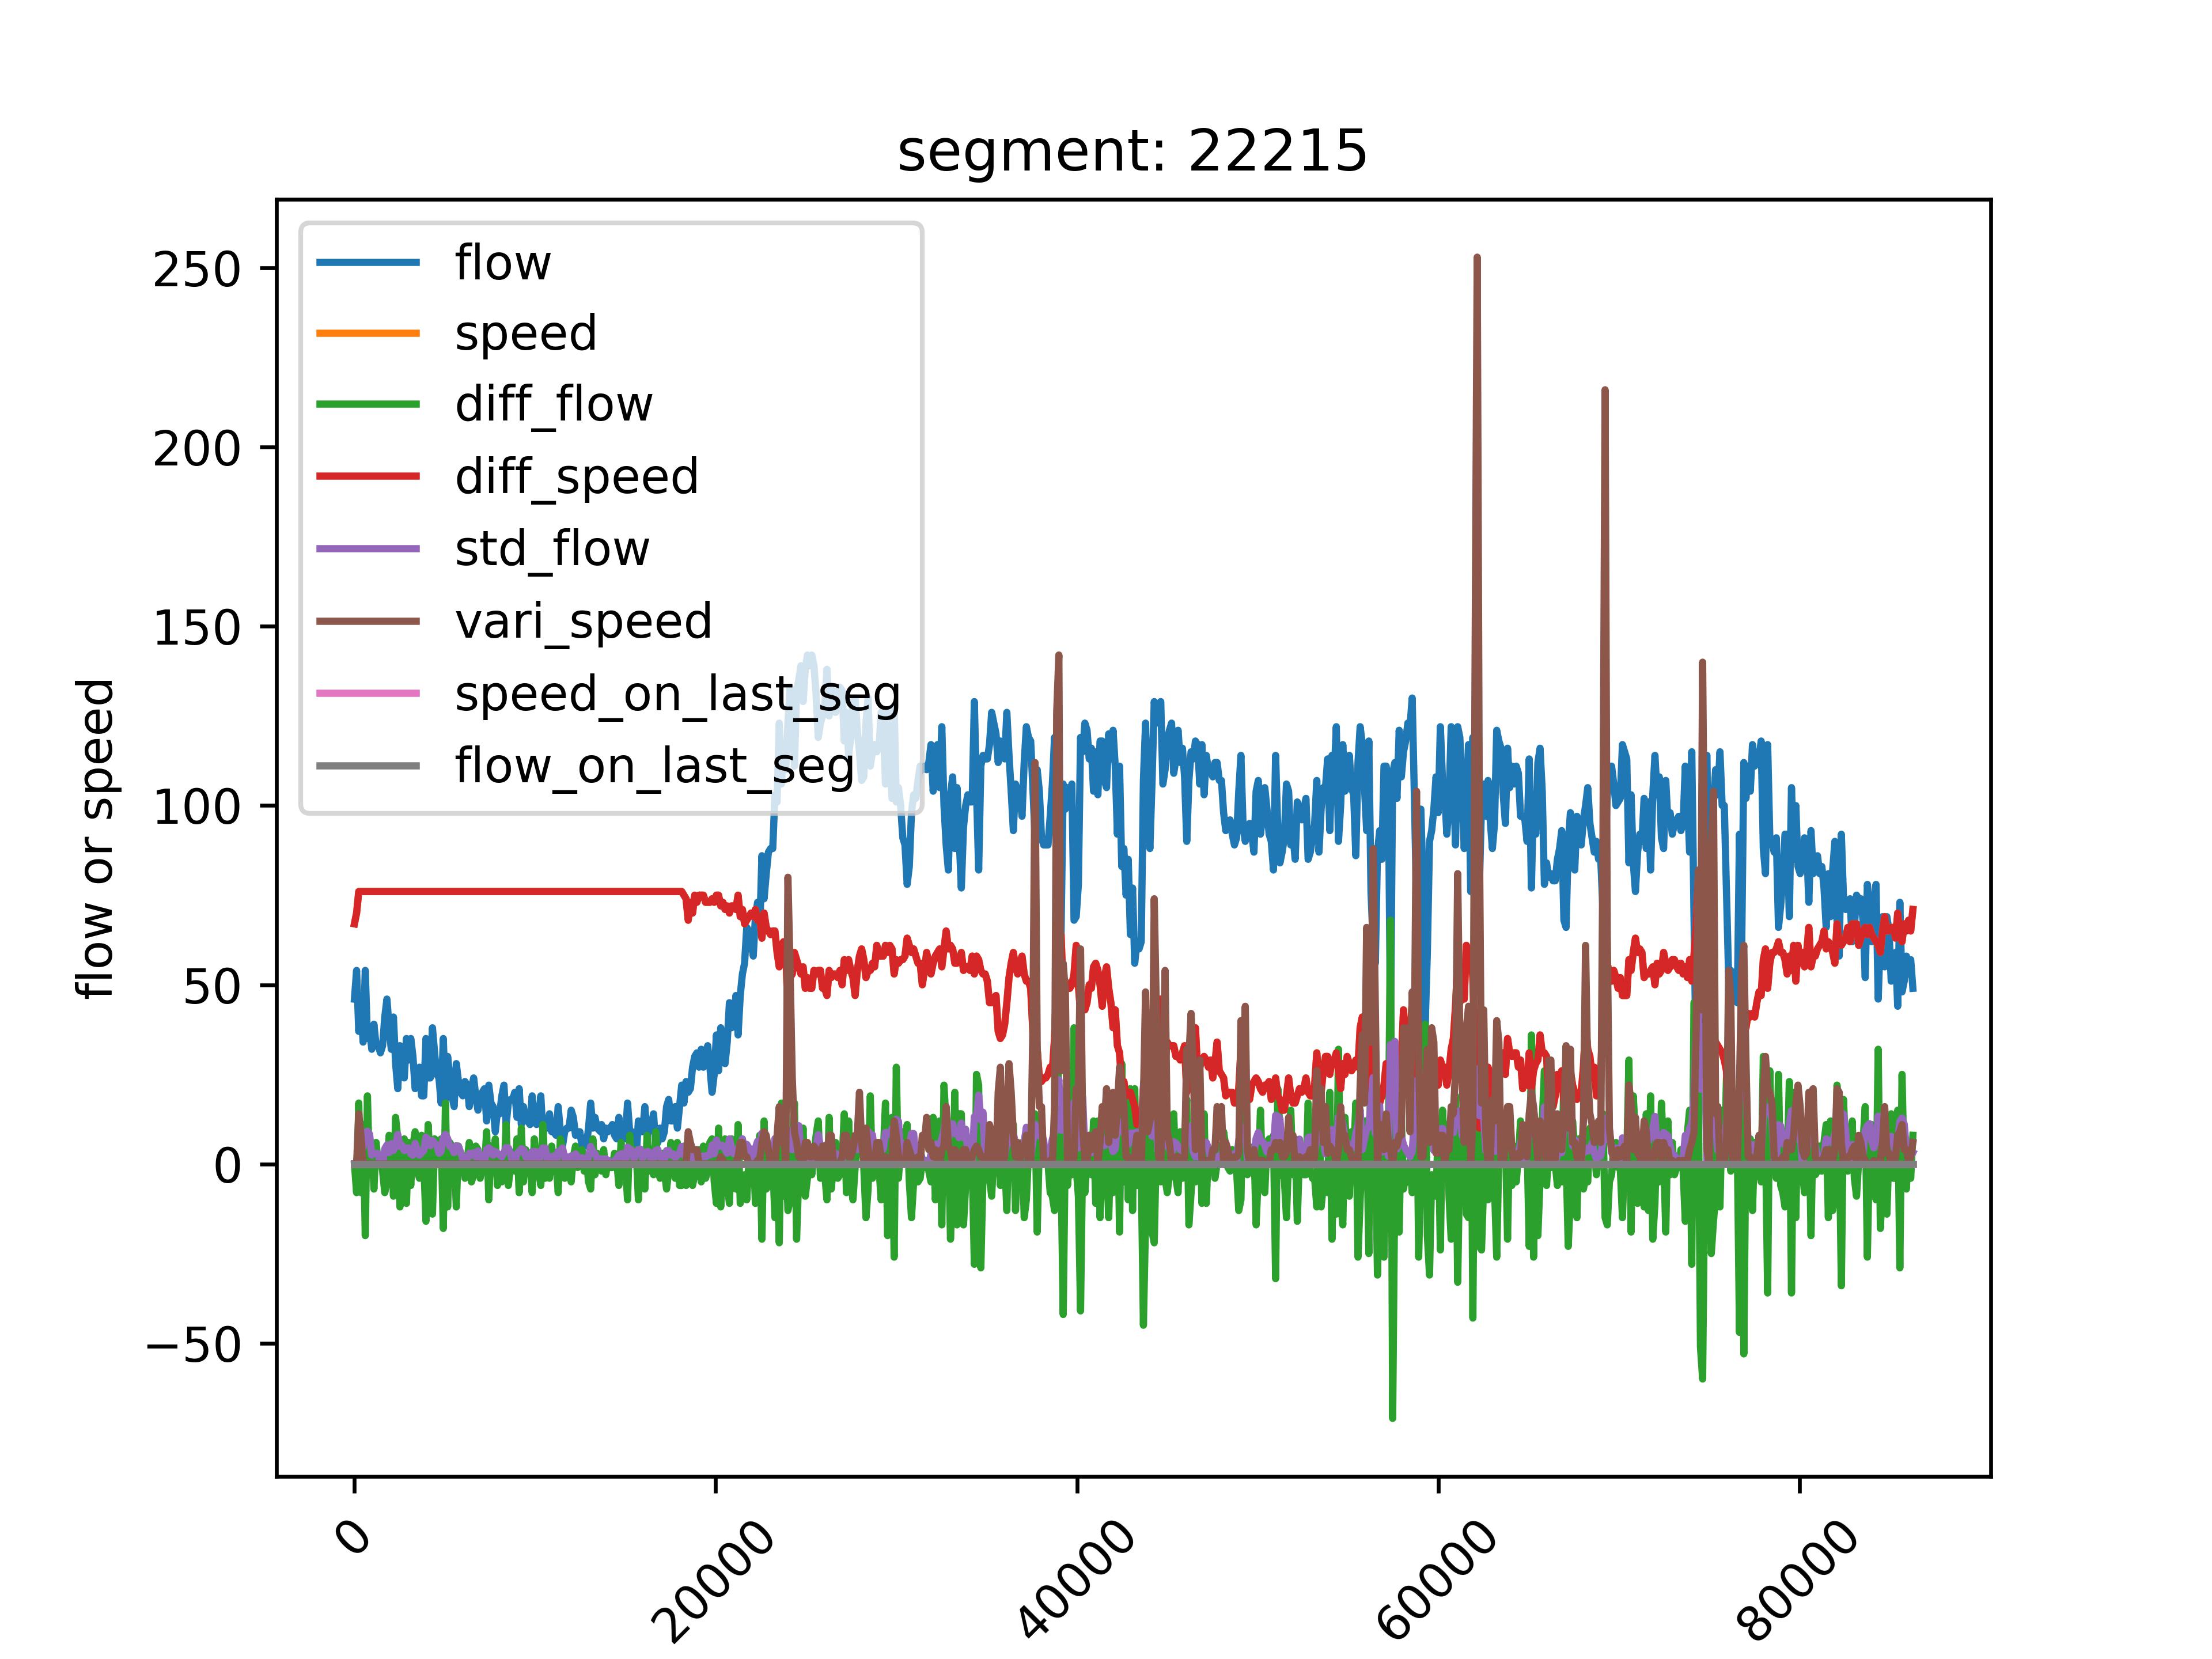 segment: 22215
flow or speed
250
200
150
100
50
0
−50
flow
speed
diff_flow
diff_speed
std_flow
vari_speed
speed_on_last_seg
flow_on_last_seg
0
20000
40000
60000
80000